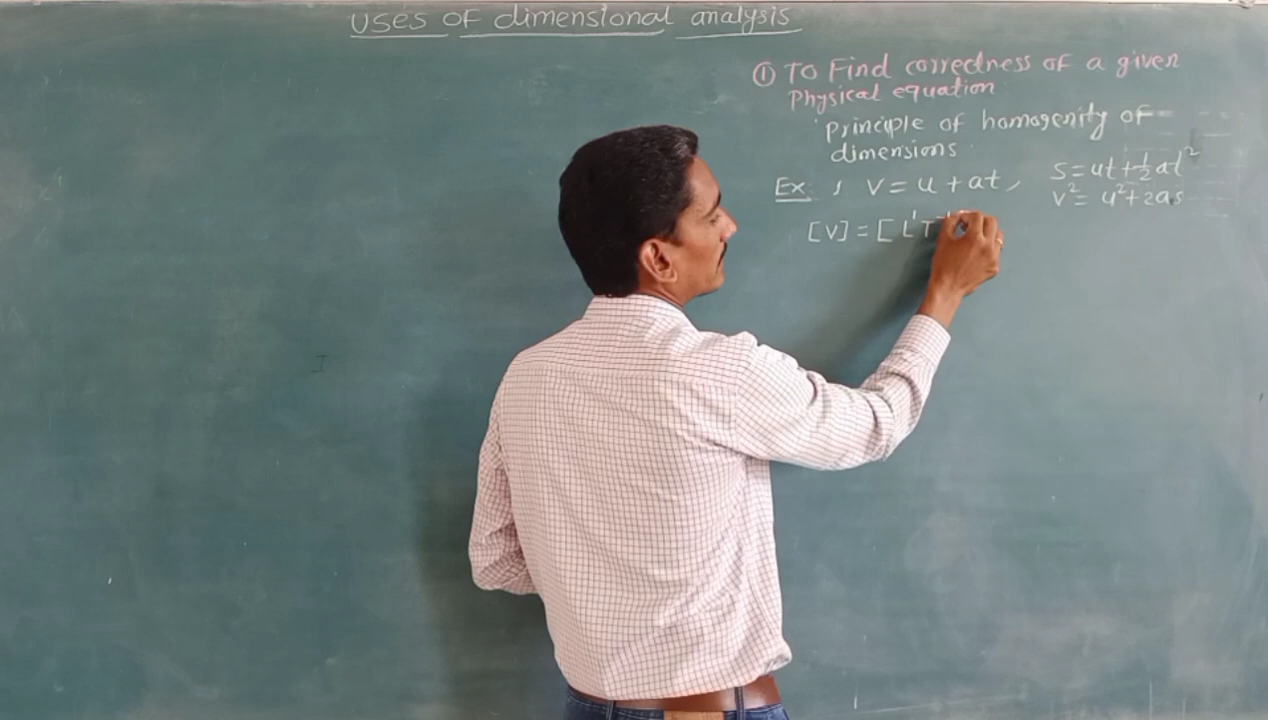 Uses of dimensional analysis
① To Find correctness of a given
Physical equation
Principle of homogenity of
dimensions
Ex: 1 v = u + at, s = ut + ½ at²
v² = u² + 2as
[v] = [L¹T⁻¹